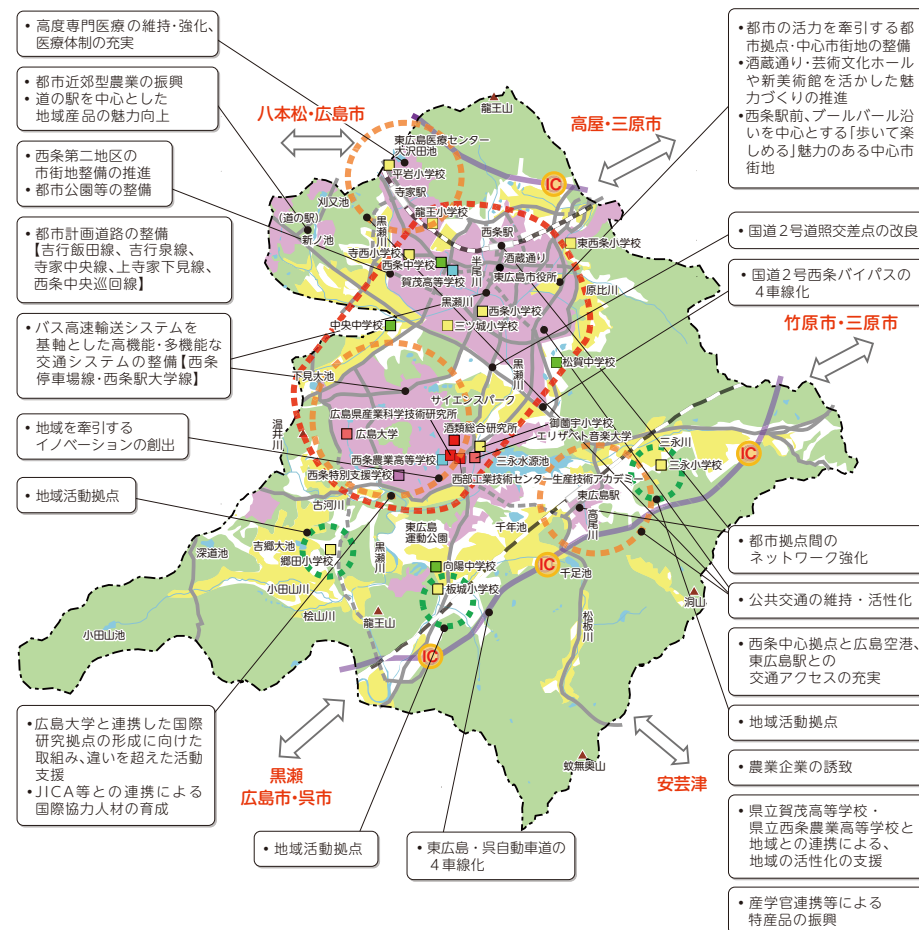 • 高度専門医療の維持・強化、
医療体制の充実
• 都市近郊型農業の振興
• 道の駅を中心とした
地域産品の魅力向上
• 西条第二地区の
市街地整備の推進
• 都市公園等の整備
• 都市計画道路の整備
【吉行飯田線、吉行泉線、
寺家中央線、上寺家下見線、
西条中央巡回線】
• バス高速輸送システムを
基軸とした高機能・多機能な
交通システムの整備【西条
停車場線・西条駅大学線】
• 地域を牽引する
イノベーションの創出
• 地域活動拠点
• 広島大学と連携した国際
研究拠点の形成に向けた
取組み、違いを超えた活動
支援
• JICA等との連携による
国際協力人材の育成
• 地域活動拠点
• 東広島・呉自動車道の
４車線化
• 都市の活力を牽引する都
市拠点・中心市街地の整備
• 酒蔵通り・芸術文化ホール
や新美術館を活かした魅
力づくりの推進
• 西条駅前、ブールバール沿
いを中心とする「歩いて楽
しめる」魅力のある中心市
街地
• 国道２号道照交差点の改良
• 国道２号西条バイパスの
４車線化
• 都市拠点間の
ネットワーク強化
• 公共交通の維持・活性化
• 西条中心拠点と広島空港、
東広島駅との
交通アクセスの充実
• 地域活動拠点
• 農業企業の誘致
• 県立賀茂高等学校・
県立西条農業高等学校と
地域との連携による、
地域の活性化の支援
• 産学官連携等による
特産品の振興
八本松・広島市
高屋・三原市
竹原市・三原市
黒瀬
広島市・呉市
安芸津
龍王山
東広島医療センター
大沢田池
平岩小学校
寺家駅
IC
刈又池
(道の駅)
新ノ池
黒瀬川
龍王小学校
西条駅
東西条小学校
寺西小学校
西条中学校
賀茂高等学校
半尾川
酒蔵通り
東広島市役所
原比川
黒瀬川
西条小学校
中央中学校
三ツ城小学校
黒瀬川
松賀中学校
下見大池
サイエンスパーク
広島県産業科学技術研究所
御薗宇小学校
酒類総合研究所
エリザベト音楽大学
温井川
広島大学
三永川
IC
西条農業高等学校
三永水源池
三永小学校
西条特別支援学校
西部工業技術センター生産技術アカデミー
東広島駅
古河川
東広島
運動公園
千年池
高尾川
深道池
吉郷大池
郷田小学校
黒瀬川
向陽中学校
IC
千足池
小田山川
板城小学校
洞山
桧山川
龍王山
松板川
小田山池
IC
蚊無奥山